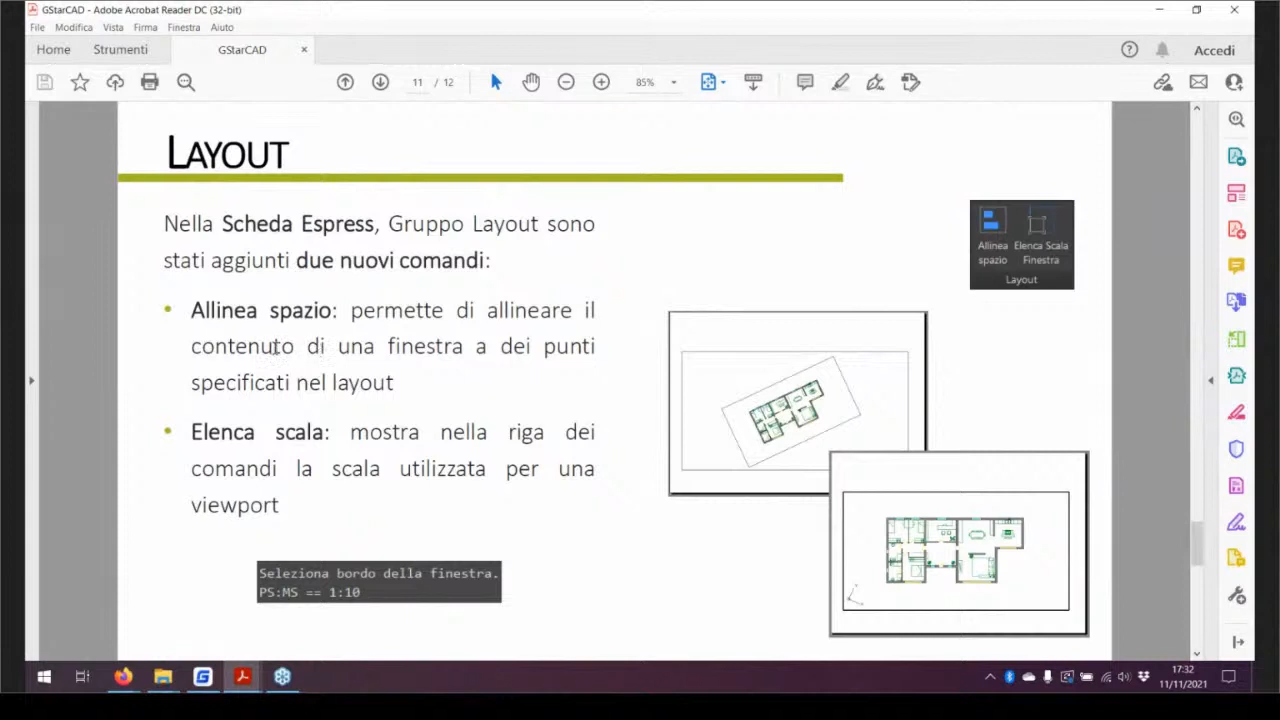 GStarCAD - Adobe Acrobat Reader DC (32-bit)
File Modifica Vista Firma Finestra Aiuto
Home Strumenti GStarCAD Accedi
11 / 12 85%
LAYOUT
Nella Scheda Espress, Gruppo Layout sono
stati aggiunti due nuovi comandi:
• Allinea spazio: permette di allineare il
contenuto di una finestra a dei punti
specificati nel layout
• Elenca scala: mostra nella riga dei
comandi la scala utilizzata per una
viewport
Seleziona bordo della finestra.
PS:MS == 1:10
Allinea spazio
Elenca Scala Finestra
Layout
17:32
11/11/2021